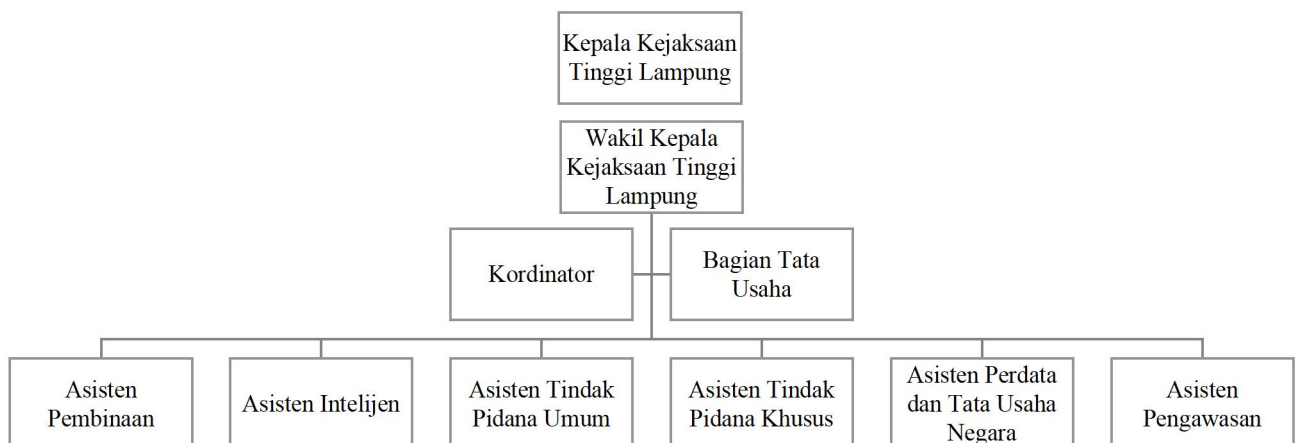 Kepala Kejaksaan
Tinggi Lampung
Wakil Kepala
Kejaksaan Tinggi
Lampung
Kordinator
Bagian Tata
Usaha
Asisten
Pembinaan
Asisten Intelijen
Asisten Tindak
Pidana Umum
Asisten Tindak
Pidana Khusus
Asisten Perdata
dan Tata Usaha
Negara
Asisten
Pengawasan